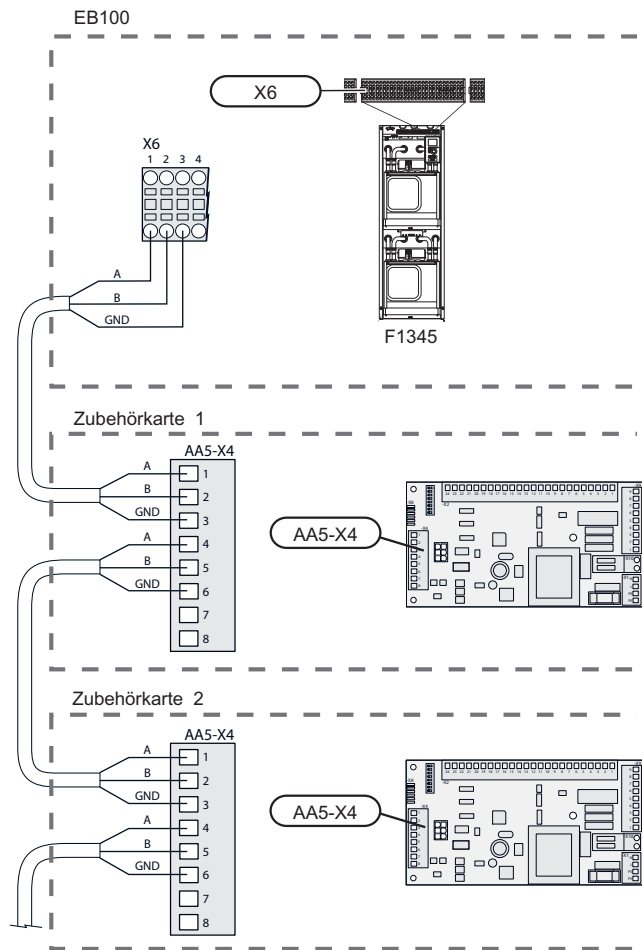 EB100
X6
X6
1 2 3 4
A
B
GND
F1345
Zubehörkarte 1
AA5-X4
A
1
B
2
GND
3
A
4
B
5
GND
6
7
8
AA5-X4
Zubehörkarte 2
AA5-X4
A
1
B
2
GND
3
A
4
B
5
GND
6
7
8
AA5-X4